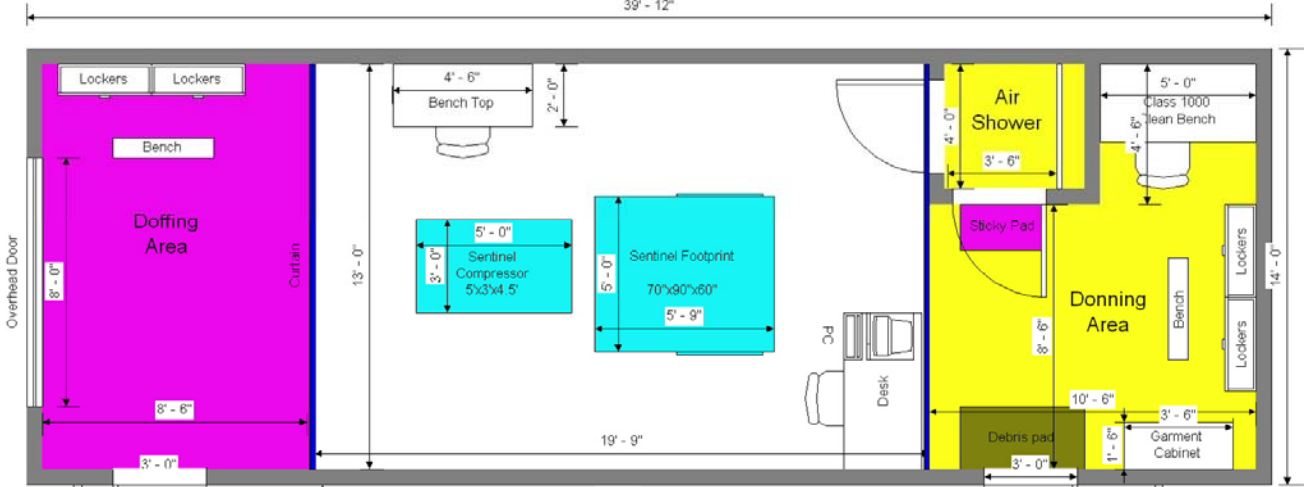 39' - 12"
Lockers
Lockers
Bench
Doffing
Area
Overhead Door
8' - 0"
Curtain
8' - 6"
3' - 0"
4' - 6"
Bench Top
2' - 0"
13' - 0"
5' - 0"
3' - 0"
Sentinel
Compressor
5'x3'x4.5'
5' - 0"
Sentinel Footprint
70"x90"x60"
5' - 9"
PC
Desk
19' - 9"
Air
Shower
4' - 0"
3' - 6"
5' - 0"
Class 1000
Clean Bench
4' - 6"
Sticky Pad
Donning
Area
Bench
Lockers
Lockers
14' - 0"
8' - 6"
10' - 6"
3' - 6"
1' - 6"
Garment
Cabinet
Debris pad
3' - 0"